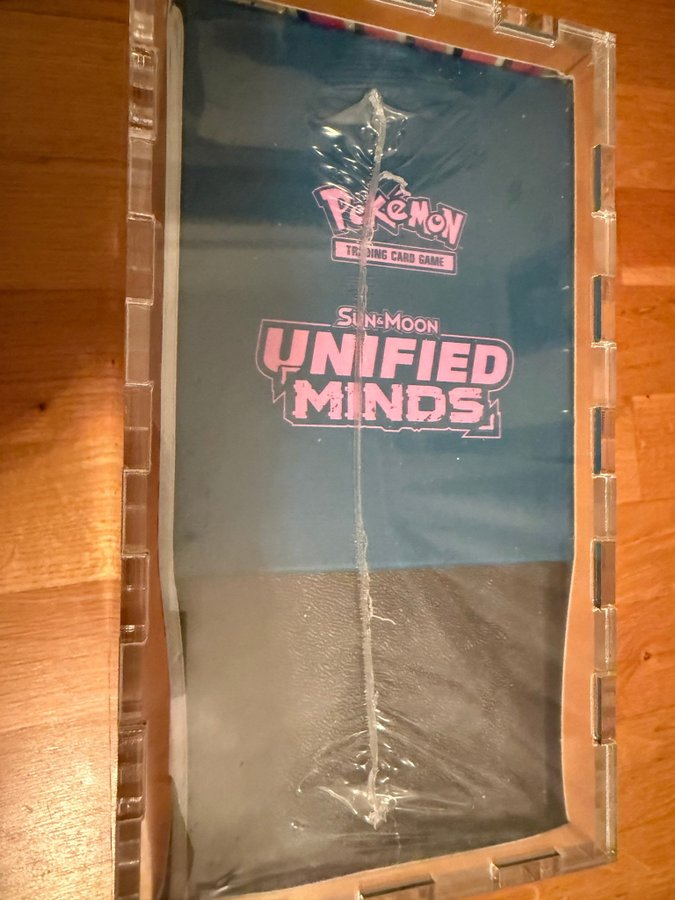 POKéMON
TRADING CARD GAME
SUN & MOON
UNIFIED
MINDS